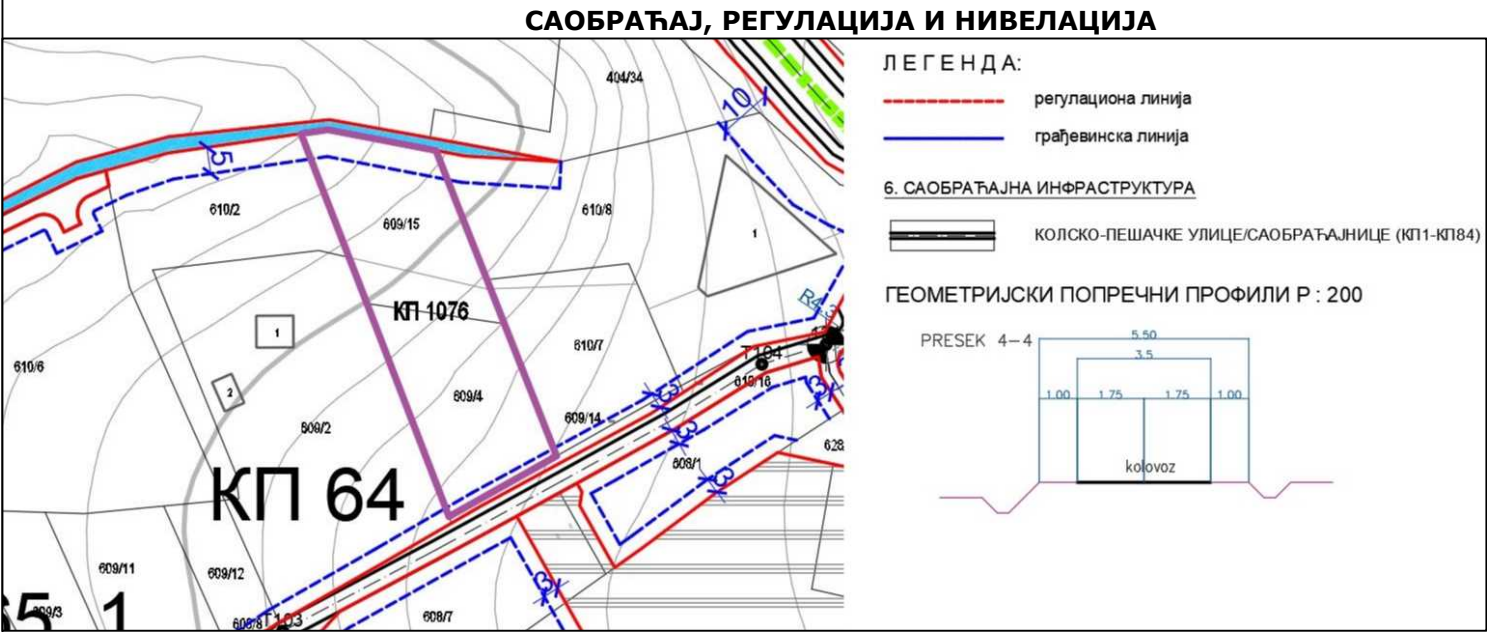 САОБРАЋАЈ, РЕГУЛАЦИЈА И НИВЕЛАЦИЈА
404/34
10
5
610/2
609/15
610/8
1
КП 1076
1
610/7
610/6
2
609/4
609/2
609/14
3
3
3
3
608/1
628
КП 64
609/11
609/12
3
1
T103
608/7
T104
ЛЕГЕНДА:
регулациона линија
грађевинска линија
6. САОБРАЋАЈНА ИНФРАСТРУКТУРА
КОЛСКО-ПЕШАЧКЕ УЛИЦЕ/САОБРАЋАЈНИЦЕ (КП1-КП84)
ГЕОМЕТРИЈСКИ ПОПРЕЧНИ ПРОФИЛИ Р : 200
PRESEK 4-4
5.50
3.5
1.00 1.75 1.75 1.00
kolovoz